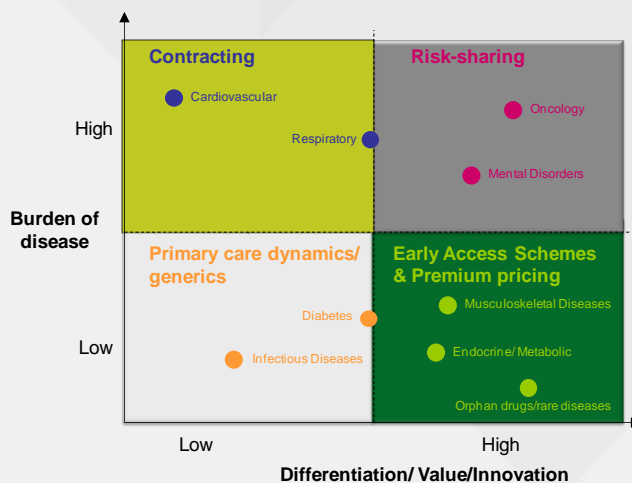 Contracting
Risk-sharing
Cardiovascular
Oncology
High
Respiratory
Mental Disorders
Burden of
disease
Primary care dynamics/
generics
Early Access Schemes
& Premium pricing
Musculoskeletal Diseases
Diabetes
Low
Infectious Diseases
Endocrine/ Metabolic
Orphan drugs/rare diseases
Low
High
Differentiation/ Value/Innovation